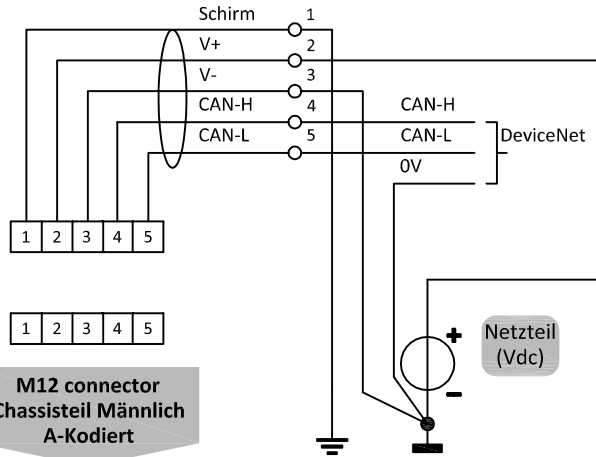 Schirm 1
V+ 2
V- 3
CAN-H 4 CAN-H
CAN-L 5 CAN-L DeviceNet
0V
1 2 3 4 5
1 2 3 4 5
+
Netzteil
(Vdc)
-
M12 connector
Chassisteil Männlich
A-Kodiert